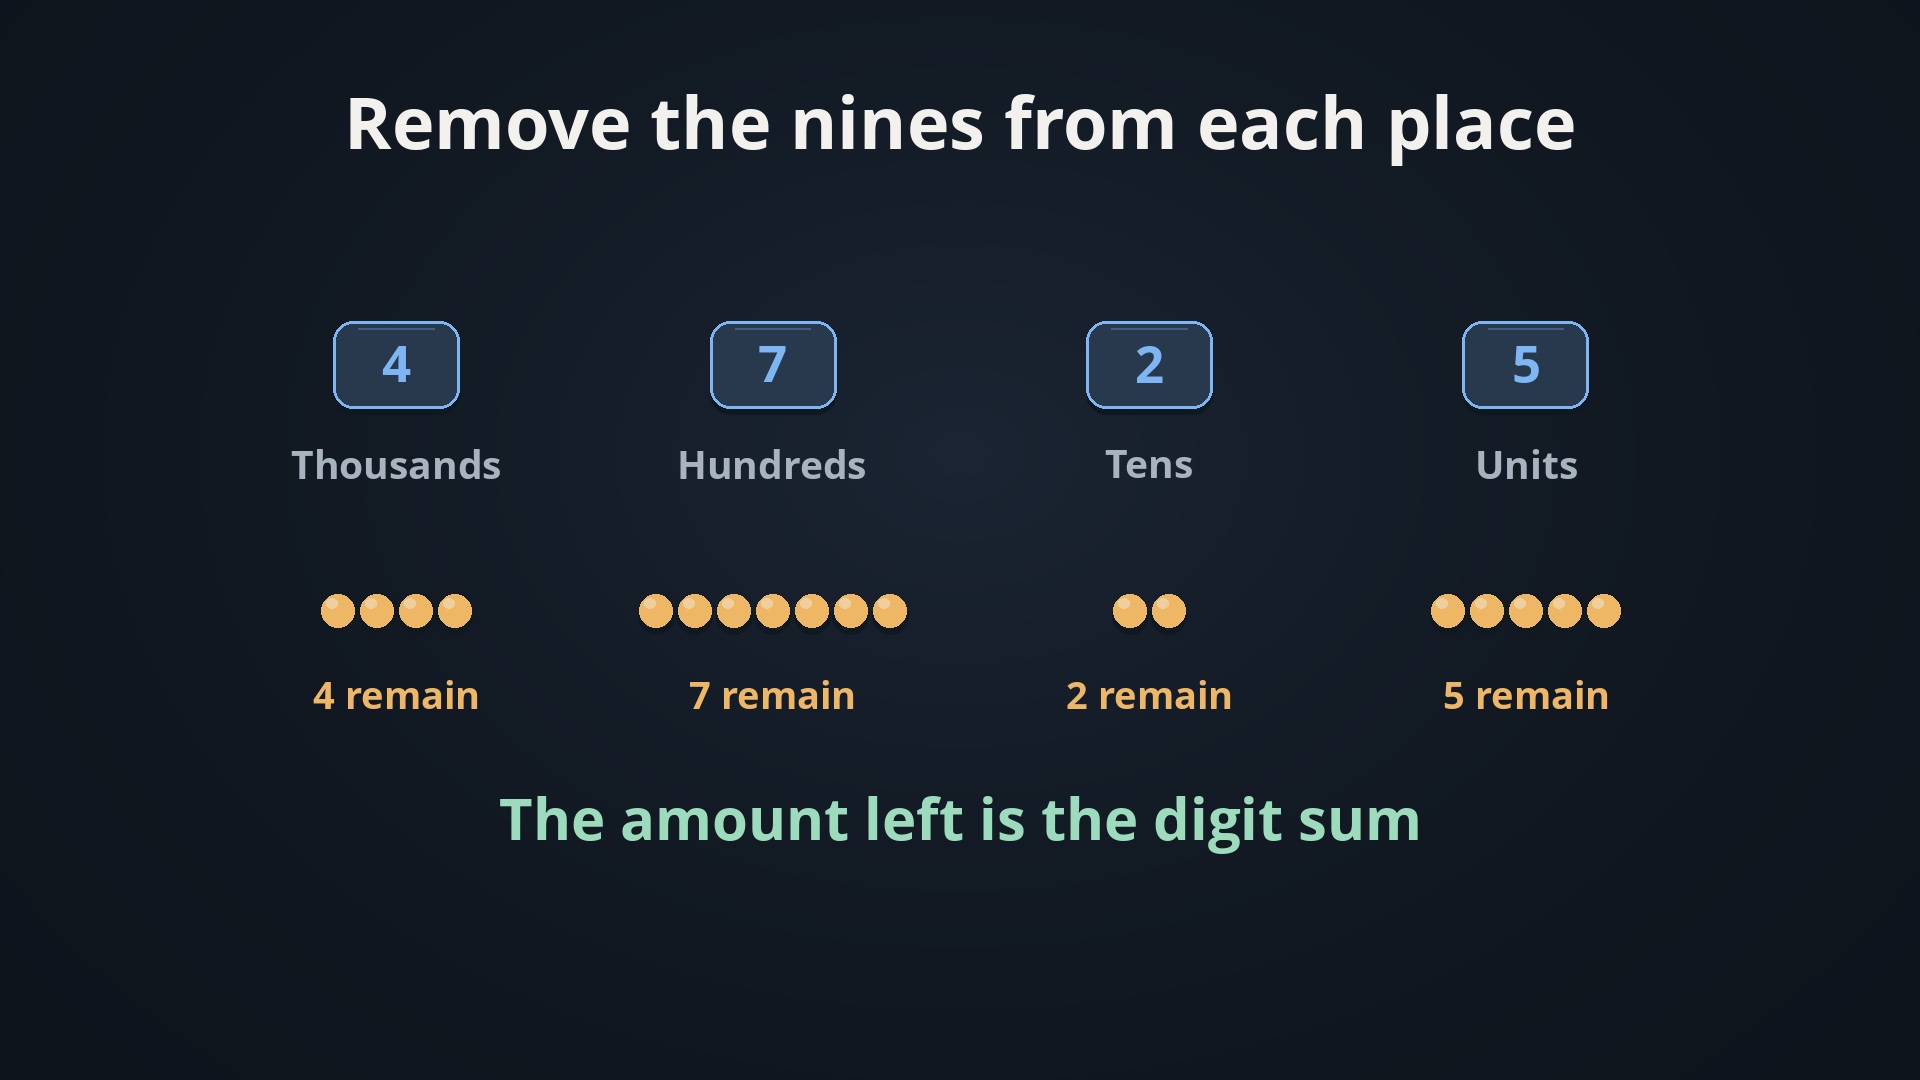 Remove the nines from each place
4 7 2 5
Thousands Hundreds Tens Units
4 remain 7 remain 2 remain 5 remain
The amount left is the digit sum